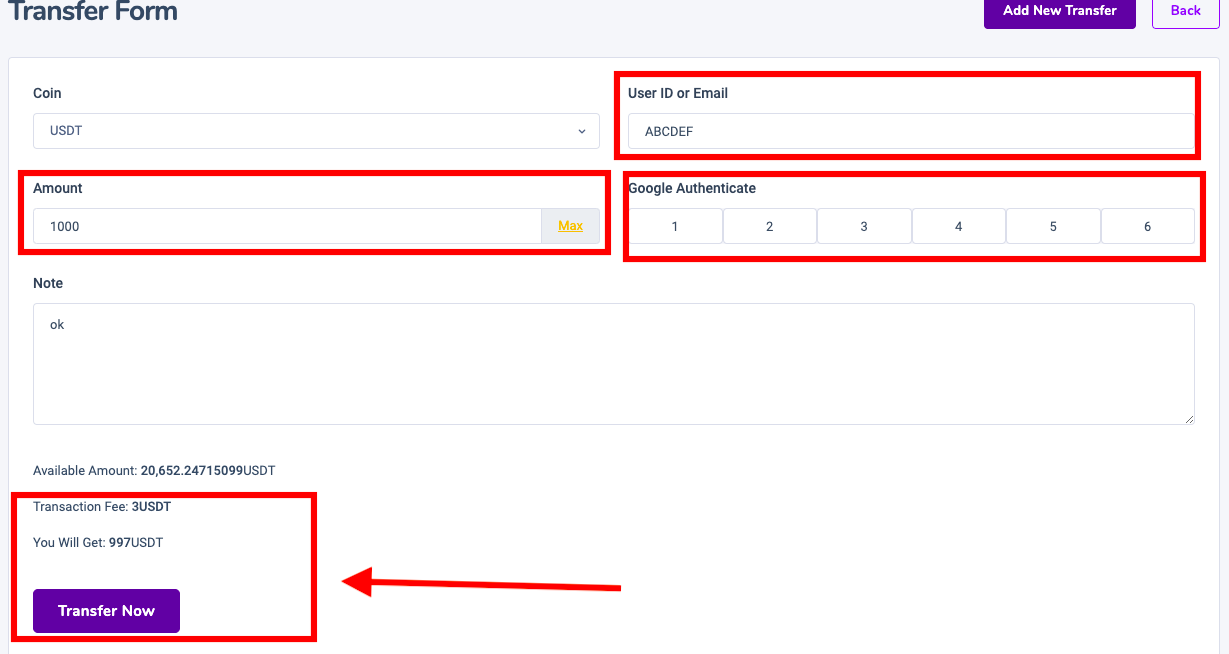 Transfer Form
Add New Transfer
Back
Coin
User ID or Email
USDT
ABCDEF
Amount
Google Authenticate
1000
Max
1 2 3 4 5 6
Note
ok
Available Amount: 20,652.24715099USDT
Transaction Fee: 3USDT
You Will Get: 997USDT
Transfer Now